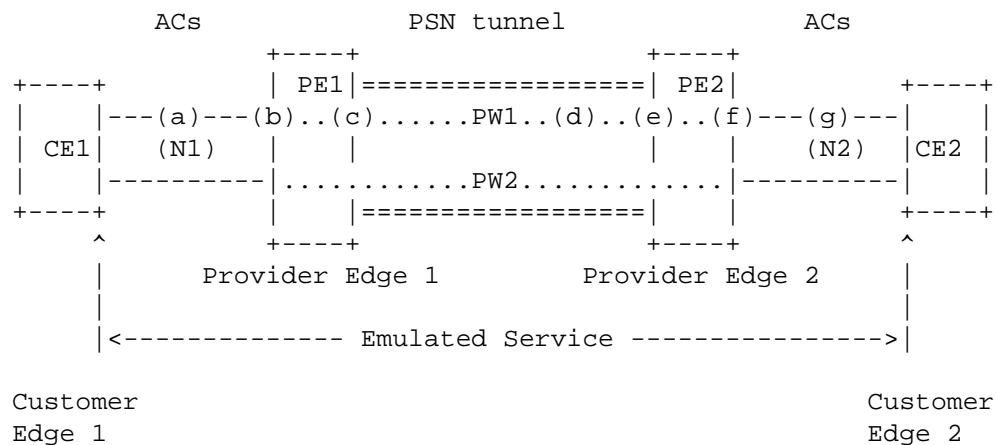 ACs PSN tunnel ACs
+----+ +----+
+----+ | PE1|==================| PE2| +----+
| |---(a)---(b)..(c)......PW1..(d)..(e)..(f)---(g)---| |
| CE1| (N1) | | | | (N2) |CE2 |
| |----------|............PW2.............|----------| |
+----+ | |==================| | +----+
^ +----+ +----+ ^
| Provider Edge 1 Provider Edge 2 |
| |
|<-------------- Emulated Service ---------------->|
Customer Customer
Edge 1 Edge 2